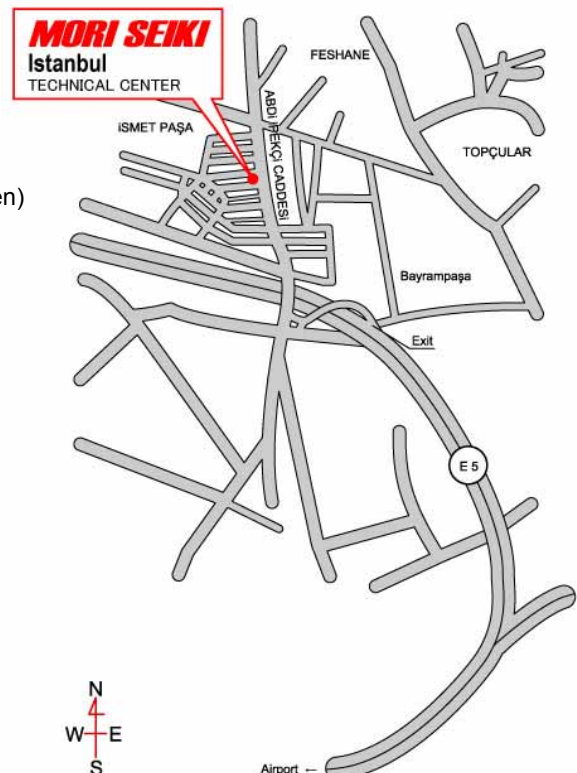 MORI SEIKI
Istanbul
TECHNICAL CENTER
FESHANE
ABDİ İPEKÇİ CADDESİ
İSMET PAŞA
TOPÇULAR
en)
Bayrampaşa
Exit
E 5
N
W E
S
Airport ←